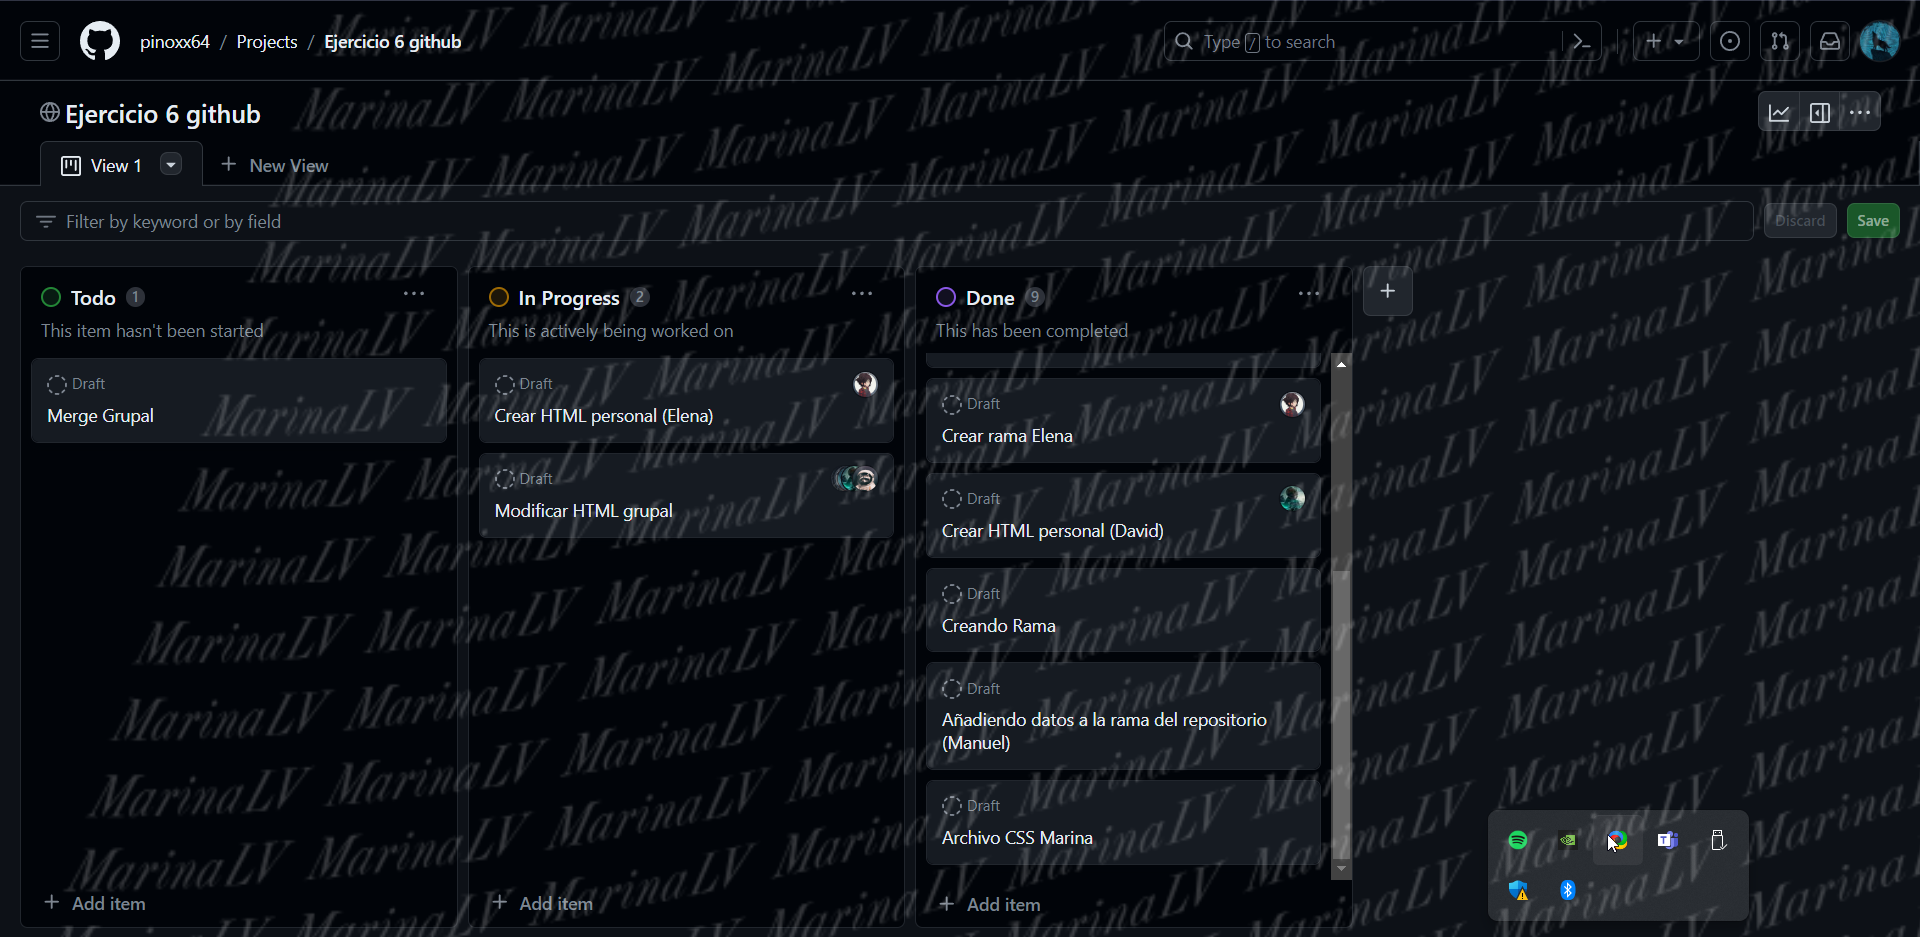 pinoxx64 / Projects / Ejercicio 6 github
Type / to search
Ejercicio 6 github
View 1
New View
Filter by keyword or by field
Discard
Save
Todo 1
This item hasn't been started
Draft
Merge Grupal
Add item
In Progress 2
This is actively being worked on
Draft
Crear HTML personal (Elena)
Draft
Modificar HTML grupal
Add item
Done 9
This has been completed
Draft
Crear rama Elena
Draft
Crear HTML personal (David)
Draft
Creando Rama
Draft
Añadiendo datos a la rama del repositorio
(Manuel)
Draft
Archivo CSS Marina
Add item
MarinaLV